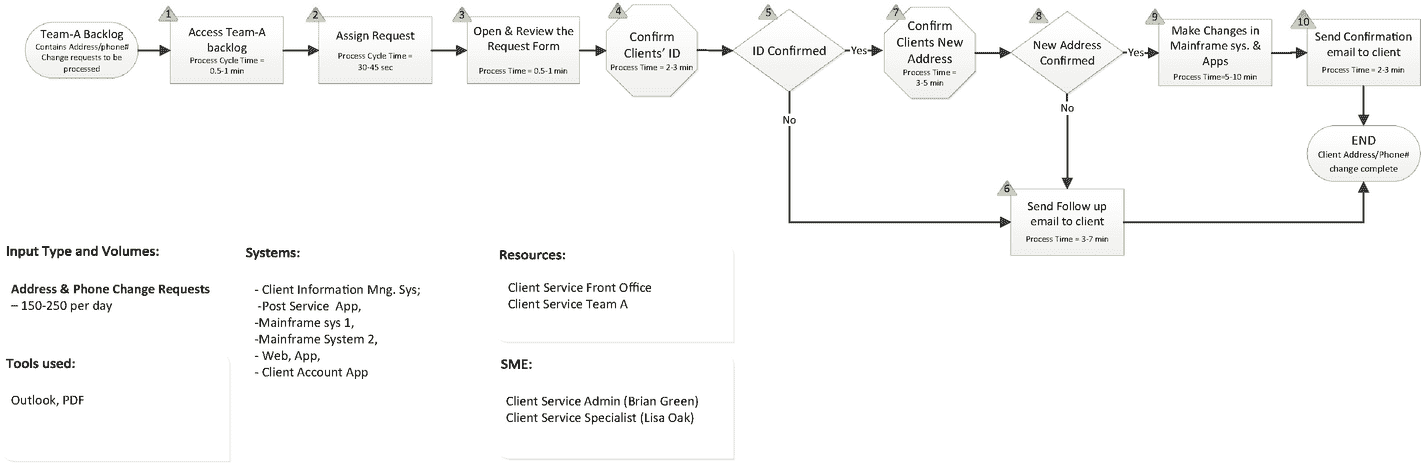 Team-A Backlog
Contains Address/phone#
Change requests to be
processed
1
Access Team-A
backlog
Process Cycle Time =
0.5-1 min
2
Assign Request
Process Cycle Time =
30-45 sec
3
Open & Review the
Request Form
Process Time = 0.5-1 min
4
Confirm
Clients' ID
Process Time = 2-3 min
5
ID Confirmed
Yes
No
7
Confirm
Clients New
Address
Process Time =
3-5 min
8
New Address
Confirmed
Yes
No
9
Make Changes in
Mainframe sys. &
Apps
Process Time=5-10 min
10
Send Confirmation
email to client
Process Time = 2-3 min
END
Client Address/Phone#
change complete
6
Send Follow up
email to client
Process Time = 3-7 min
Input Type and Volumes:
Address & Phone Change Requests
– 150-250 per day
Tools used:
Outlook, PDF
Systems:
- Client Information Mng. Sys;
-Post Service App,
-Mainframe sys 1,
-Mainframe System 2,
- Web, App,
- Client Account App
Resources:
Client Service Front Office
Client Service Team A
SME:
Client Service Admin (Brian Green)
Client Service Specialist (Lisa Oak)